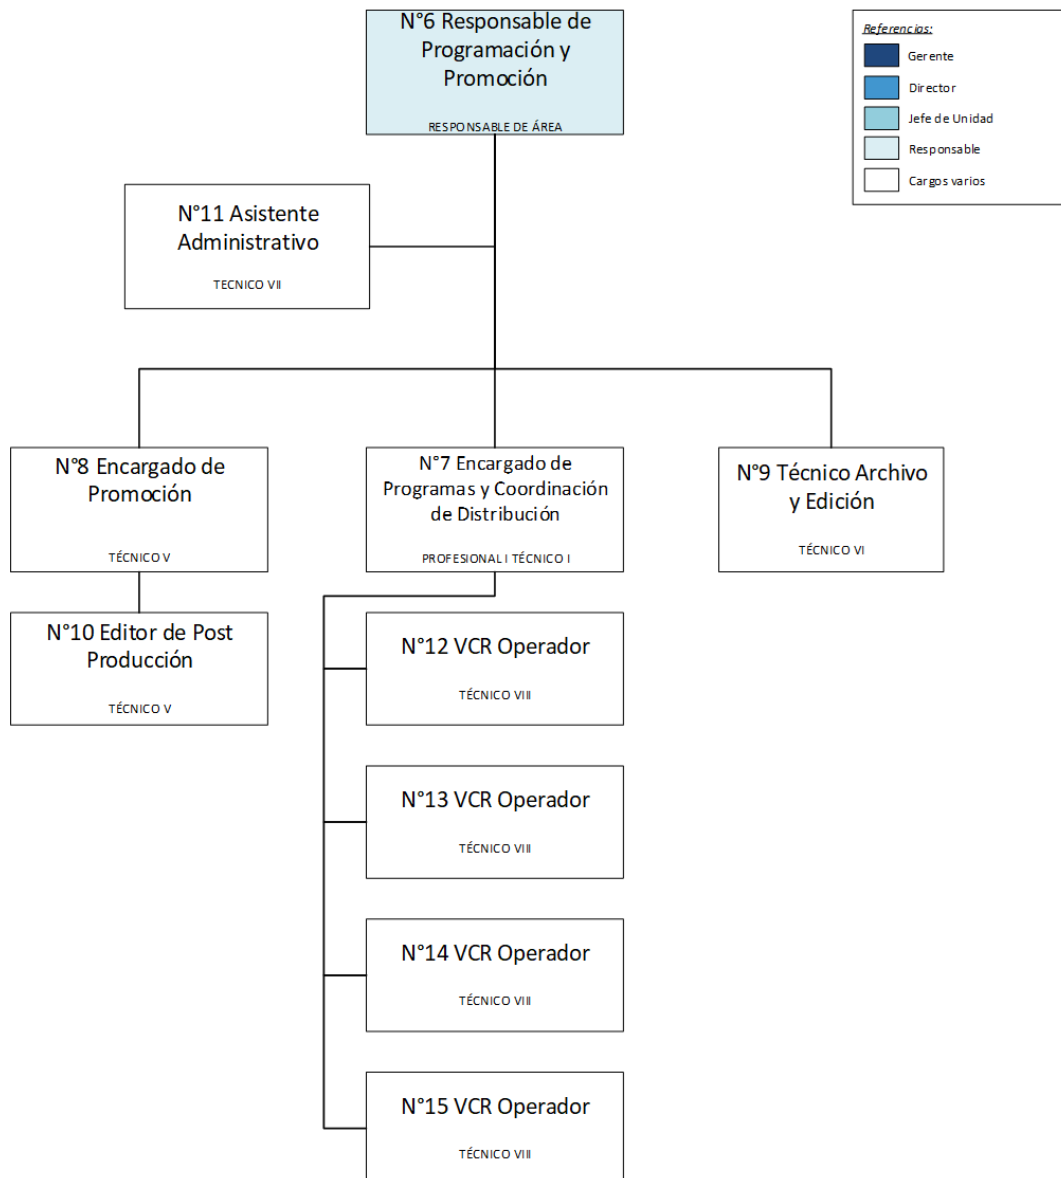 N°6 Responsable de
Programación y
Promoción
RESPONSABLE DE ÁREA
Referencias:
Gerente
Director
Jefe de Unidad
Responsable
Cargos varios
N°11 Asistente
Administrativo
TECNICO VII
N°8 Encargado de
Promoción
TÉCNICO V
N°7 Encargado de
Programas y Coordinación
de Distribución
PROFESIONAL I TÉCNICO I
N°9 Técnico Archivo
y Edición
TÉCNICO VI
N°10 Editor de Post
Producción
TÉCNICO V
N°12 VCR Operador
TÉCNICO VIII
N°13 VCR Operador
TÉCNICO VIII
N°14 VCR Operador
TÉCNICO VIII
N°15 VCR Operador
TÉCNICO VIII